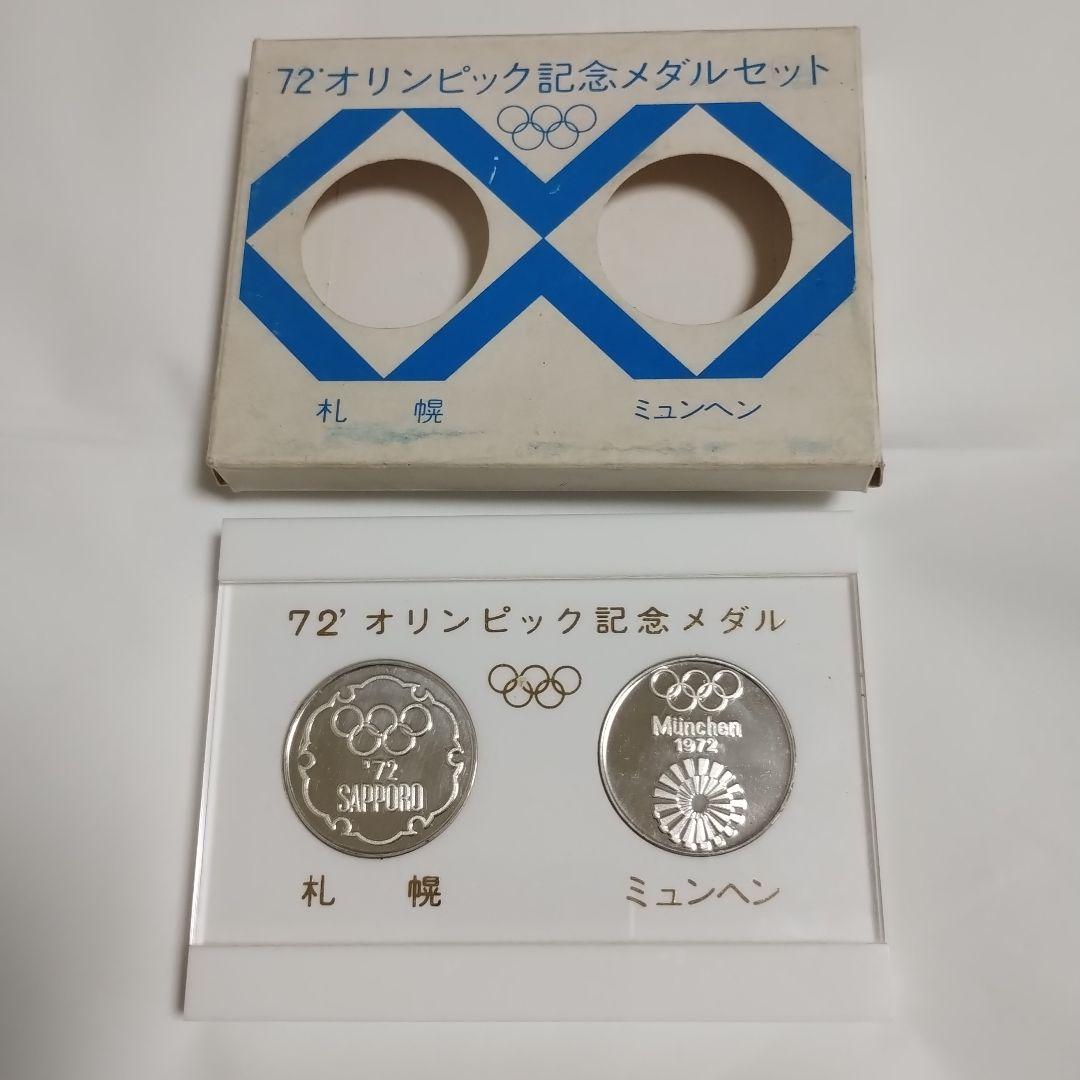 72'オリンピック記念メダルセット
札幌 ミュンヘン
72'オリンピック記念メダル
'72
SAPPORO
München
1972
札幌 ミュンヘン